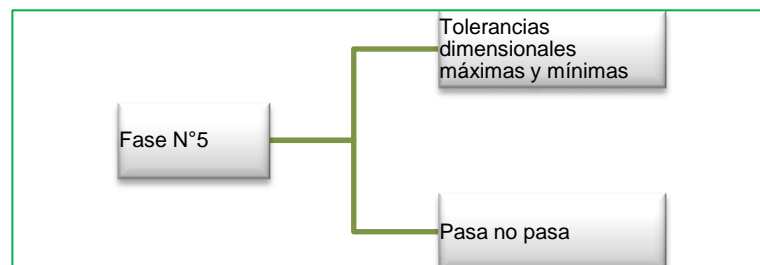 Tolerancias
dimensionales
máximas y mínimas
Fase N°5
Pasa no pasa